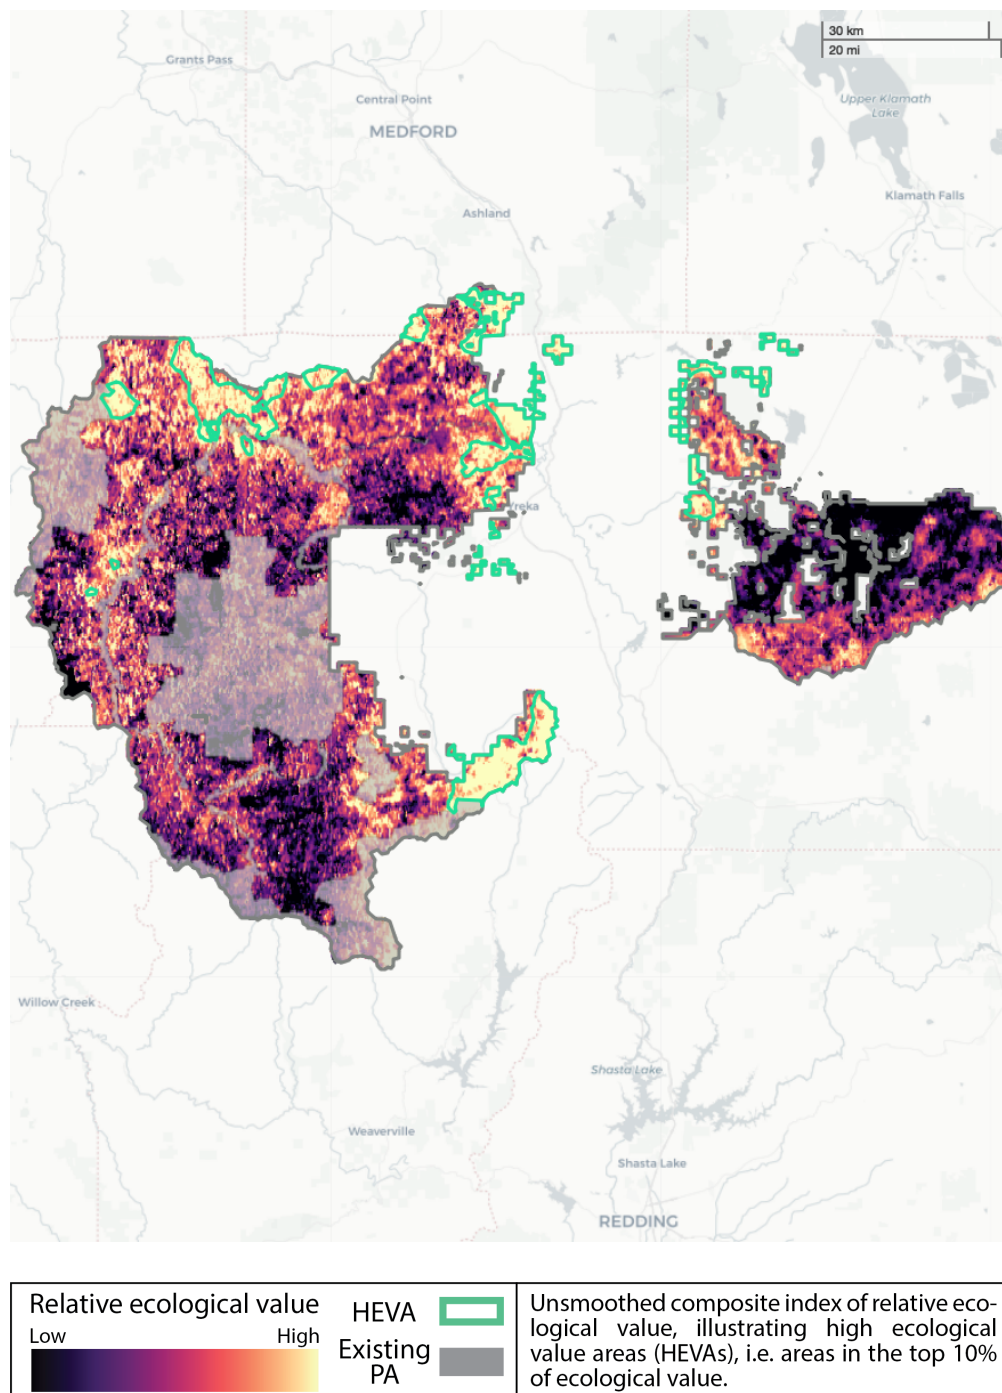 30 km
20 mi
Grants Pass
Central Point
MEDFORD
Upper Klamath
Lake
Klamath Falls
Ashland
Yreka
Willow Creek
Shasta Lake
Weaverville
Shasta Lake
REDDING
Relative ecological value
Low
High
HEVA
Existing
PA
Unsmoothed composite index of relative eco-
logical value, illustrating high ecological
value areas (HEVAs), i.e. areas in the top 10%
of ecological value.